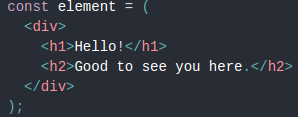 const element = (
  <div>
    <h1>Hello!</h1>
    <h2>Good to see you here.</h2>
  </div>
);